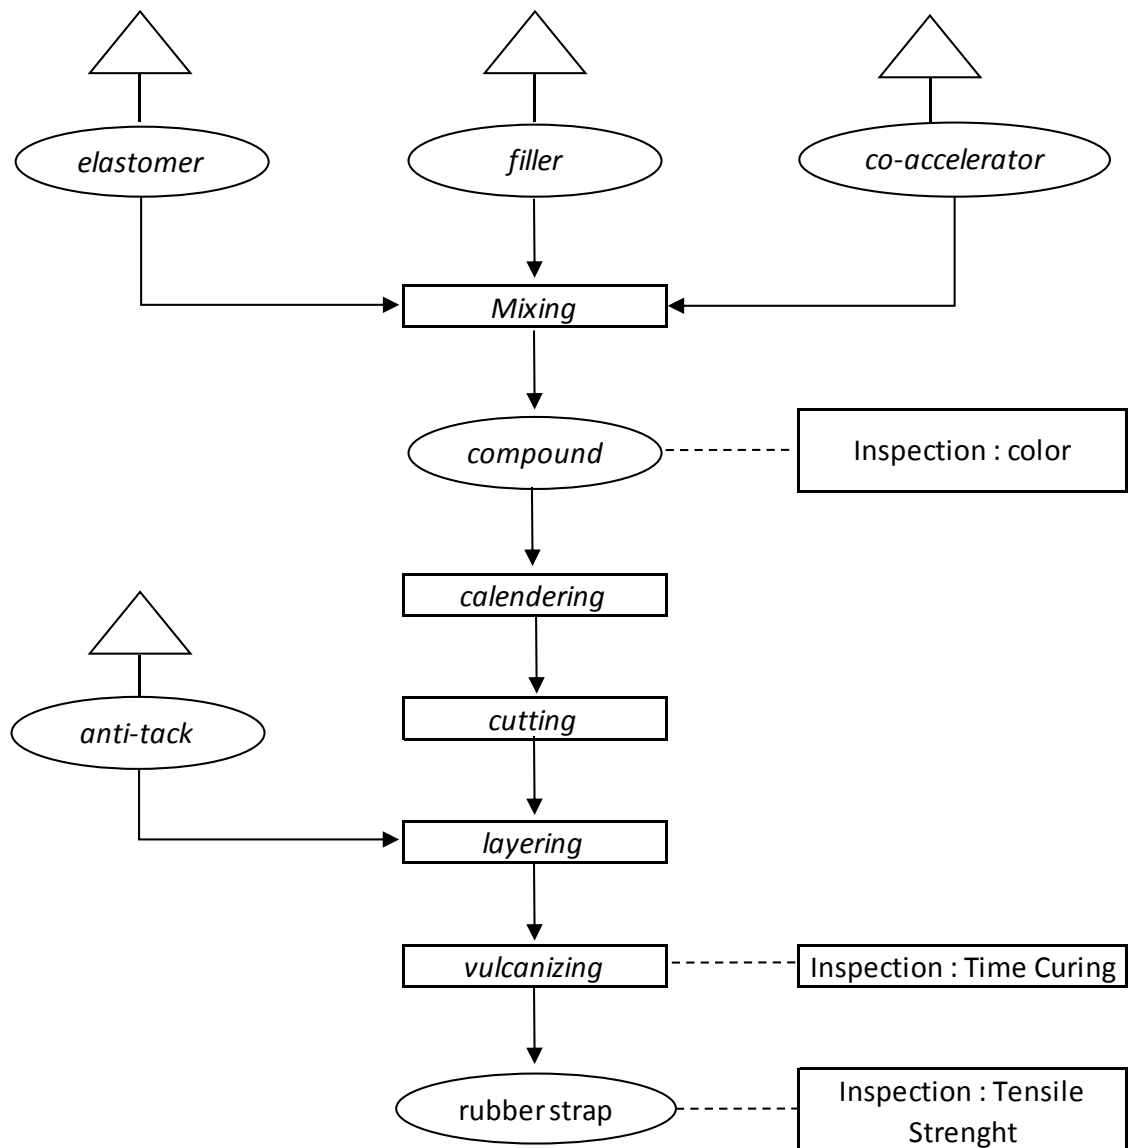 elastomer
filler
co-accelerator
Mixing
compound
Inspection : color
calendering
cutting
anti-tack
layering
vulcanizing
Inspection : Time Curing
rubber strap
Inspection : Tensile
Strenght